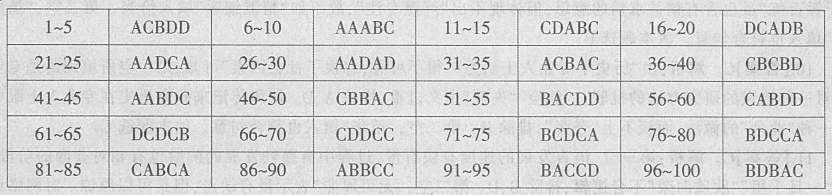 1~5 ACBDD 6~10 AAABC 11~15 CDABC 16~20 DCADB
21~25 AADCA 26~30 AADAD 31~35 ACBAC 36~40 CBCBD
41~45 AABDC 46~50 CBBAC 51~55 BACDD 56~60 CABDD
61~65 DCDCB 66~70 CDDCC 71~75 BCDCA 76~80 BDCCA
81~85 CABCA 86~90 ABBCC 91~95 BACCD 96~100 BDBAC